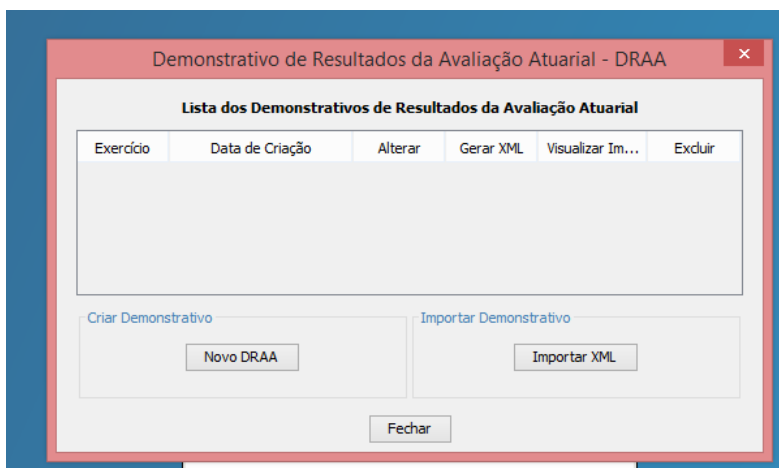 Demonstrativo de Resultados da Avaliação Atuarial - DRAA
Lista dos Demonstrativos de Resultados da Avaliação Atuarial
Exercício Data de Criação Alterar Gerar XML Visualizar Im... Excluir
Criar Demonstrativo Importar Demonstrativo
Novo DRAA Importar XML
Fechar